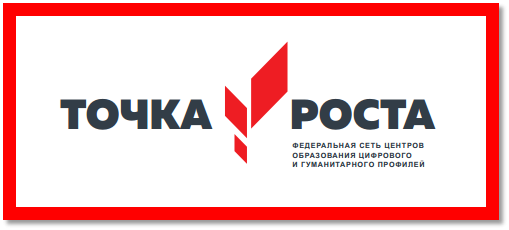 ТОЧКА РОСТА
ФЕДЕРАЛЬНАЯ СЕТЬ ЦЕНТРОВ
ОБРАЗОВАНИЯ ЦИФРОВОГО
И ГУМАНИТАРНОГО ПРОФИЛЕЙ